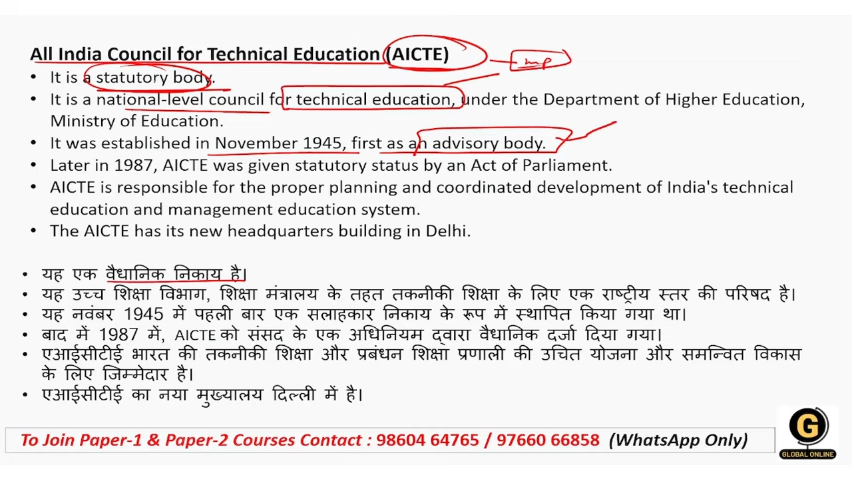 All India Council for Technical Education (AICTE)
imp
• It is a statutory body.
• It is a national-level council for technical education, under the Department of Higher Education,
Ministry of Education.
• It was established in November 1945, first as an advisory body.
• Later in 1987, AICTE was given statutory status by an Act of Parliament.
• AICTE is responsible for the proper planning and coordinated development of India's technical
education and management education system.
• The AICTE has its new headquarters building in Delhi.
• यह एक वैधानिक निकाय है।
• यह उच्च शिक्षा विभाग, शिक्षा मंत्रालय के तहत तकनीकी शिक्षा के लिए एक राष्ट्रीय स्तर की परिषद है।
• यह नवंबर 1945 में पहली बार एक सलाहकार निकाय के रूप में स्थापित किया गया था।
• बाद में 1987 में, AICTE को संसद के एक अधिनियम द्वारा वैधानिक दर्जा दिया गया।
• एआईसीटीई भारत की तकनीकी शिक्षा और प्रबंधन शिक्षा प्रणाली की उचित योजना और समन्वित विकास
के लिए जिम्मेदार है।
• एआईसीटीई का नया मुख्यालय दिल्ली में है।
To Join Paper-1 & Paper-2 Courses Contact : 98604 64765 / 97660 66858 (WhatsApp Only)
G
GLOBAL ONLINE